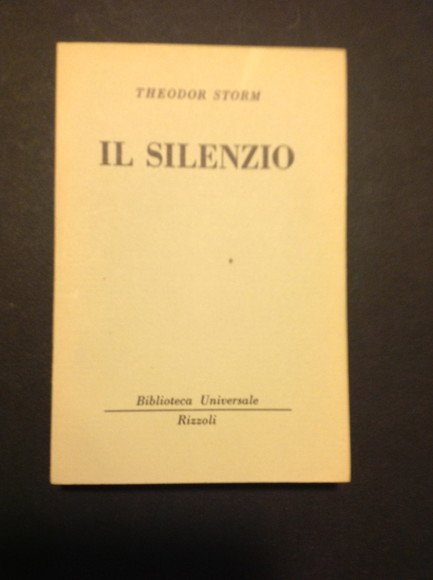 THEODOR STORM
IL SILENZIO
Biblioteca Universale
Rizzoli